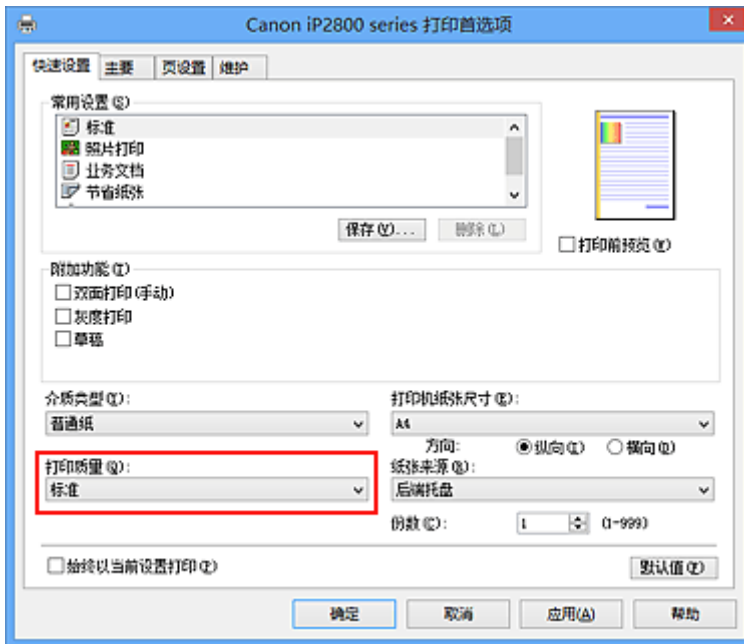 Canon iP2800 series 打印首选项
快速设置 主要 页设置 维护
常用设置(S)
标准
照片打印
业务文档
节省纸张
保存(V)... 删除(L)
打印前预览(W)
附加功能(T)
双面打印(手动)
灰度打印
草稿
介质类型(Y): 打印机纸张尺寸(E):
普通纸 A4
方向: 纵向(I) 横向(D)
打印质量(Q): 纸张来源(R):
标准 后端托盘
份数(C): 1 (1-999)
始终以当前设置打印(P) 默认值(F)
确定 取消 应用(A) 帮助